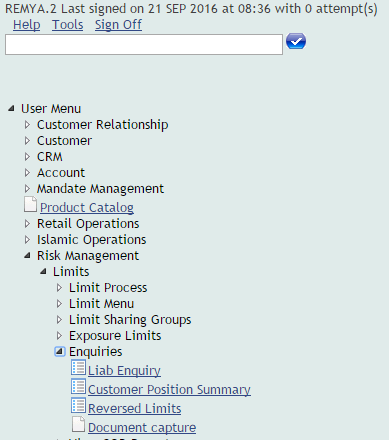 REMYA.2 Last signed on 21 SEP 2016 at 08:36 with 0 attempt(s)
Help Tools Sign Off
User Menu
Customer Relationship
Customer
CRM
Account
Mandate Management
Product Catalog
Retail Operations
Islamic Operations
Risk Management
Limits
Limit Process
Limit Menu
Limit Sharing Groups
Exposure Limits
Enquiries
Liab Enquiry
Customer Position Summary
Reversed Limits
Document capture